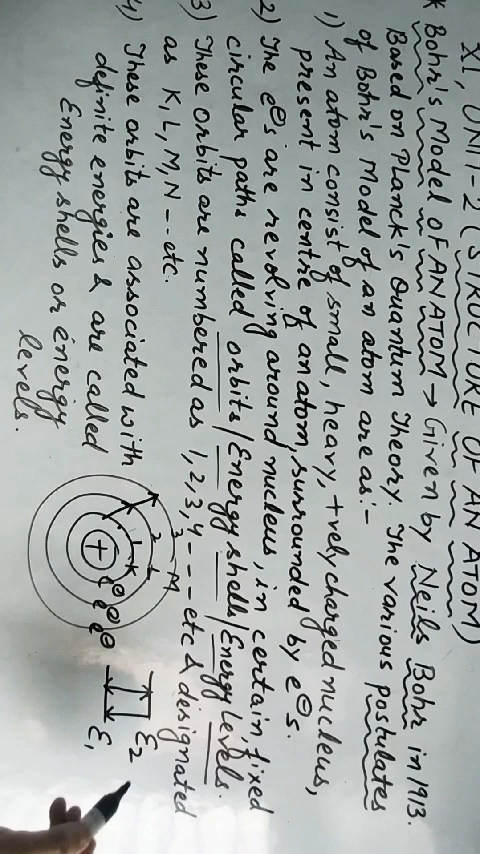 XI, UNIT-2 (STRUCTURE OF AN ATOM)
* Bohr's Model OF AN ATOM → Given by Neils Bohr in 1913.
Based on Planck's Quantum Theory. The various postulates
of Bohr's Model of an atom are as:-
1) An atom consist of small, heavy, +vely charged nucleus,
present in centre of an atom, surrounded by e⊖s.
2) The e⊖s are revolving around nucleus, in certain, fixed
circular paths called orbits/Energy shells/Energy levels.
3) These orbits are numbered as 1,2,3,4---etc & designated
as K, L, M, N --etc.
4) These orbits are associated with
definite energies & are called
Energy shells or energy
levels.
1 2 3
K L M
+
e⊖ e⊖ e⊖
E2
E1